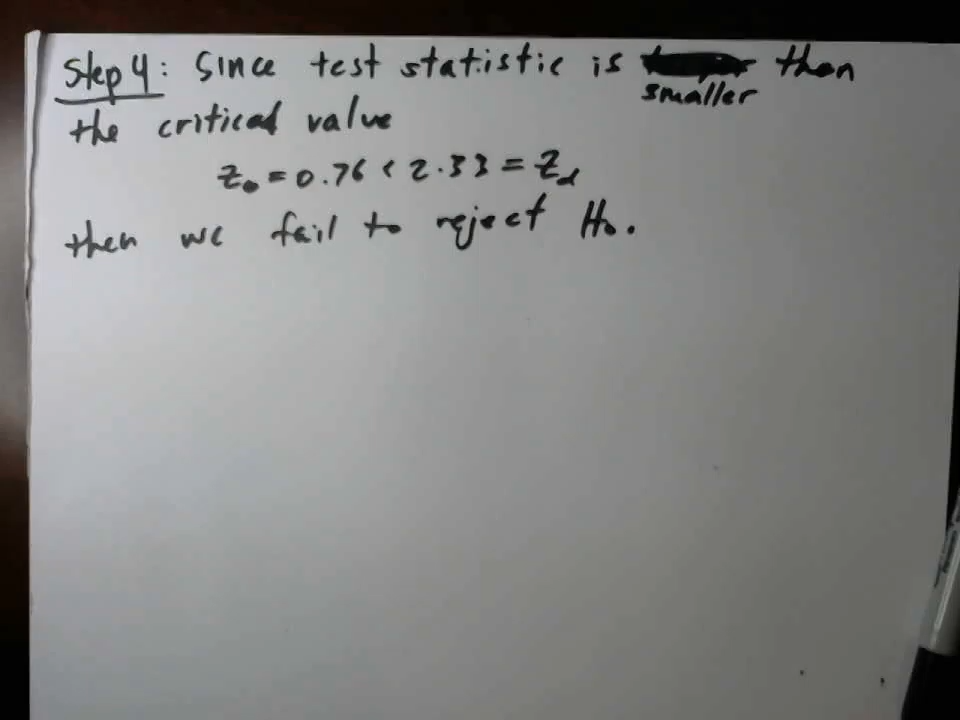 Step 4: Since test statistic is than
smaller
the critical value
Z₀ = 0.76 < 2.33 = Zα
then we fail to reject H₀.